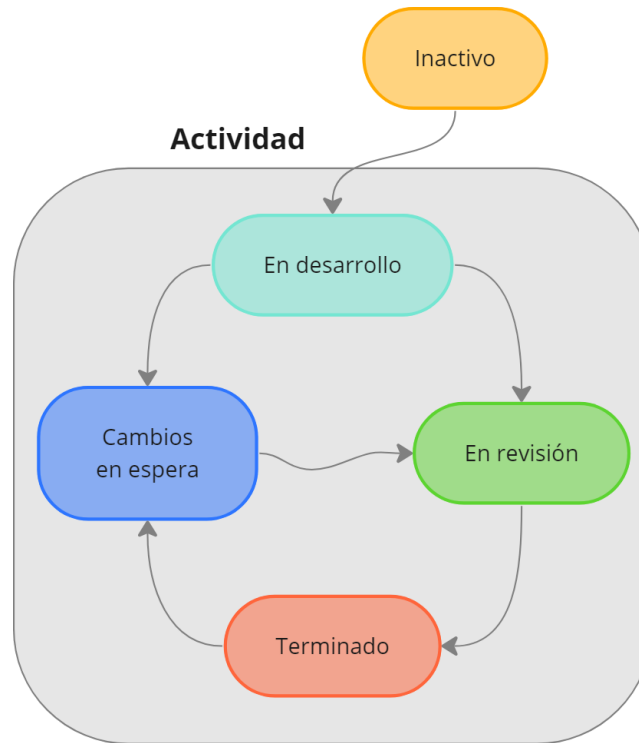 Inactivo
Actividad
En desarrollo
Cambios
en espera
En revisión
Terminado